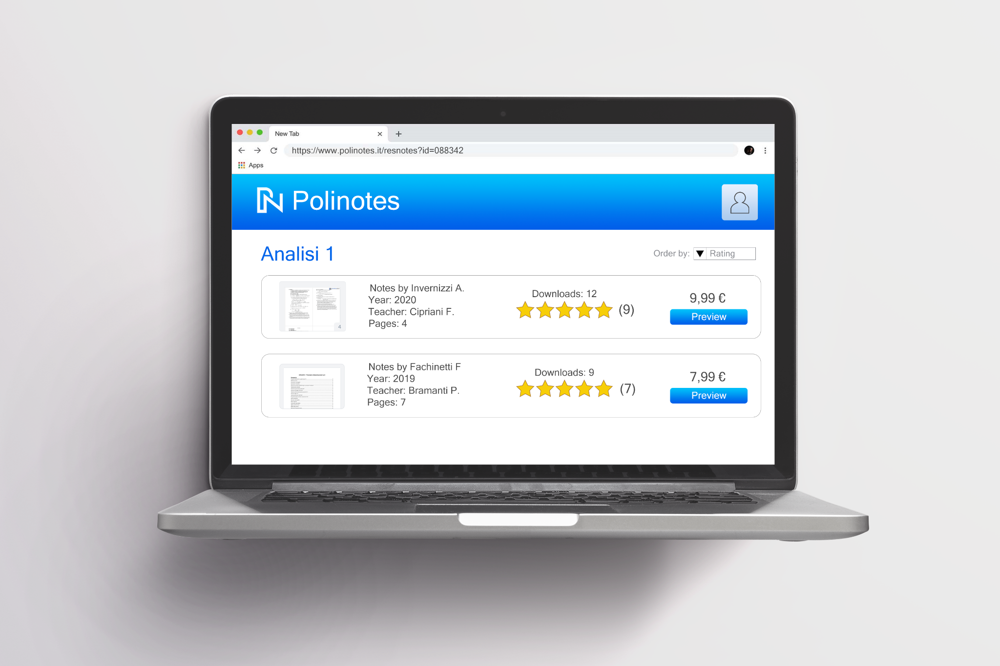 New Tab
https://www.polinotes.it/resnotes?id=088342
Apps
PN Polinotes
Analisi 1
Order by: Rating
Notes by Invernizzi A.
Year: 2020
Teacher: Cipriani F.
Pages: 4
4
Downloads: 12
(9)
9,99 €
Preview
Notes by Fachinetti F
Year: 2019
Teacher: Bramanti P.
Pages: 7
Downloads: 9
(7)
7,99 €
Preview